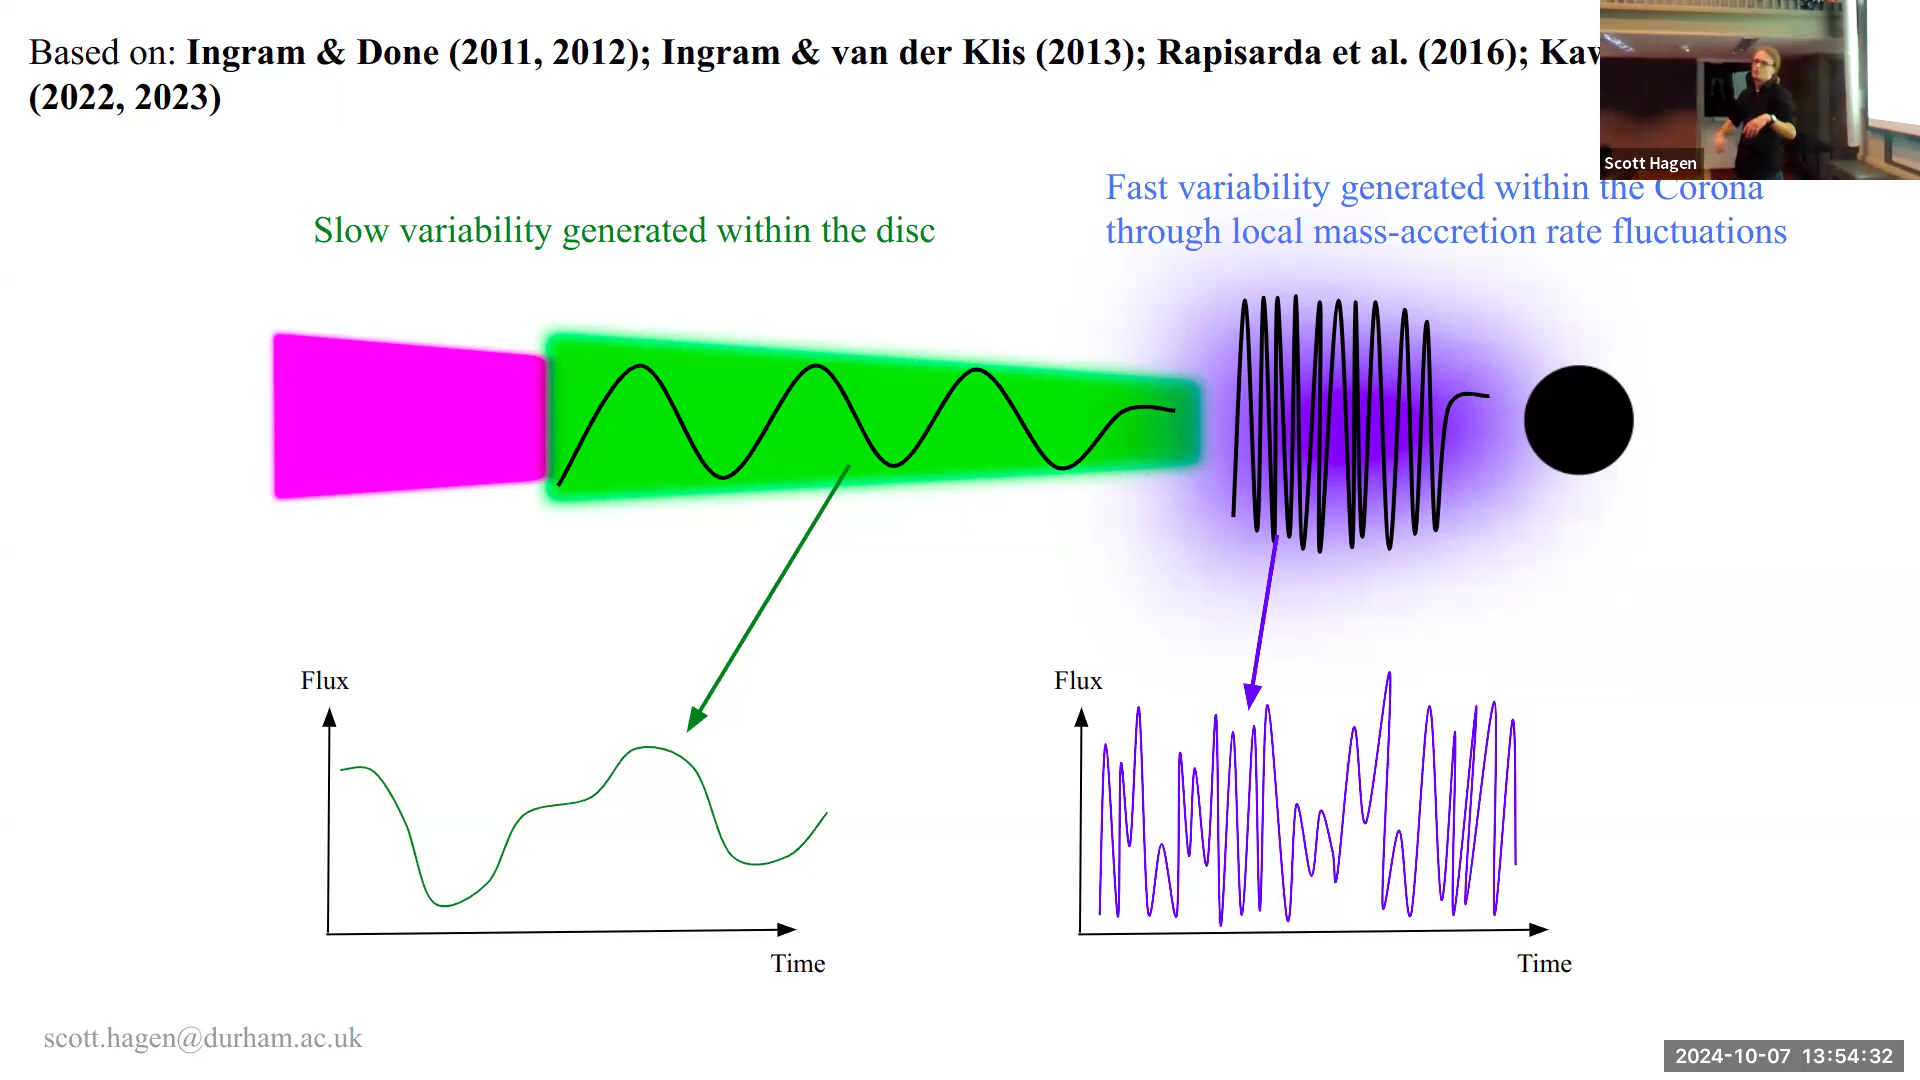 Based on: Ingram & Done (2011, 2012); Ingram & van der Klis (2013); Rapisarda et al. (2016);
(2022, 2023)
Scott Hagen
Slow variability generated within the disc
Fast variability generated within the Corona
through local mass-accretion rate fluctuations
Flux
Time
Flux
Time
scott.hagen@durham.ac.uk
2024-10-07 13:54:32